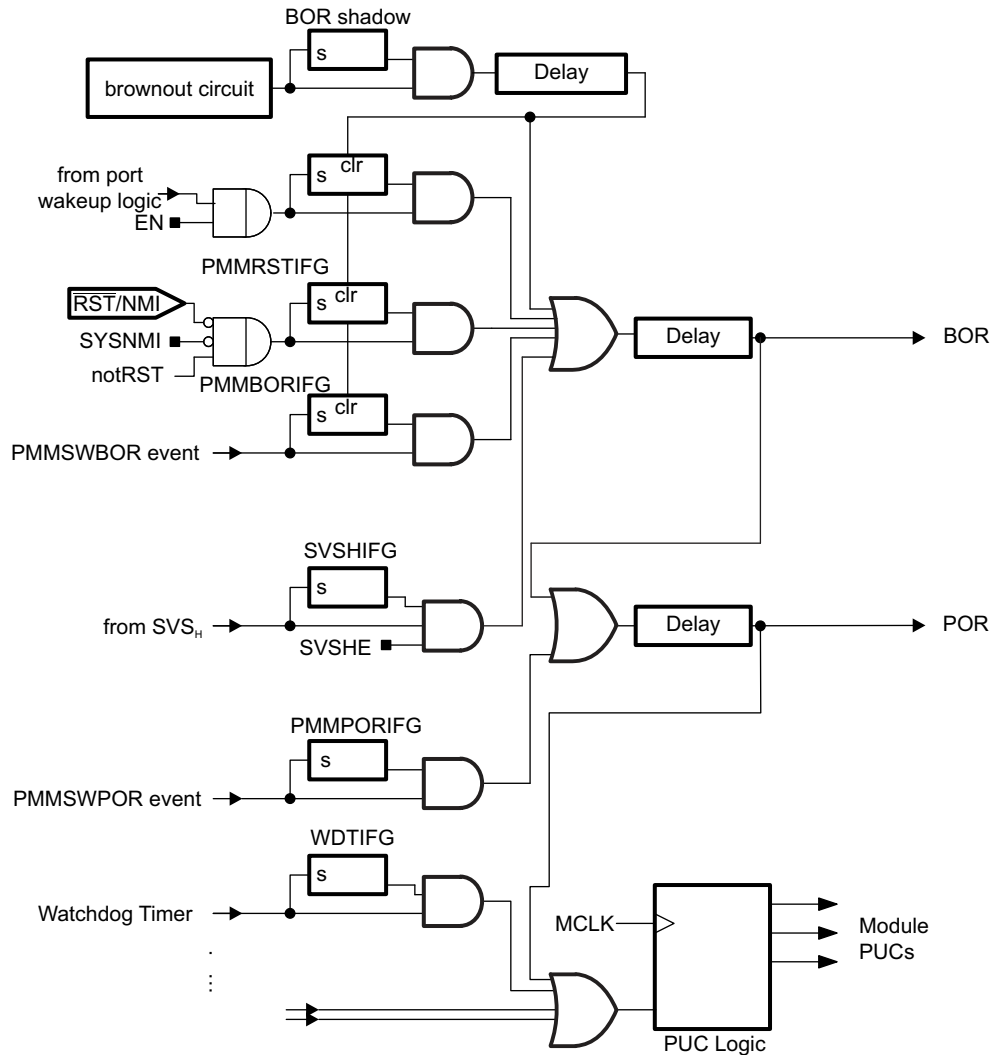 BOR shadow
s
brownout circuit
Delay
clr
s
from port
wakeup logic
EN
PMMRSTIFG
clr
s
RST/NMI
SYSNMI
notRST
Delay
BOR
PMMBORIFG
clr
s
PMMSWBOR event
SVSHIFG
s
from SVSH
SVSHE
Delay
POR
PMMPORIFG
s
PMMSWPOR event
WDTIFG
s
Watchdog Timer
MCLK
Module
PUCs
PUC Logic